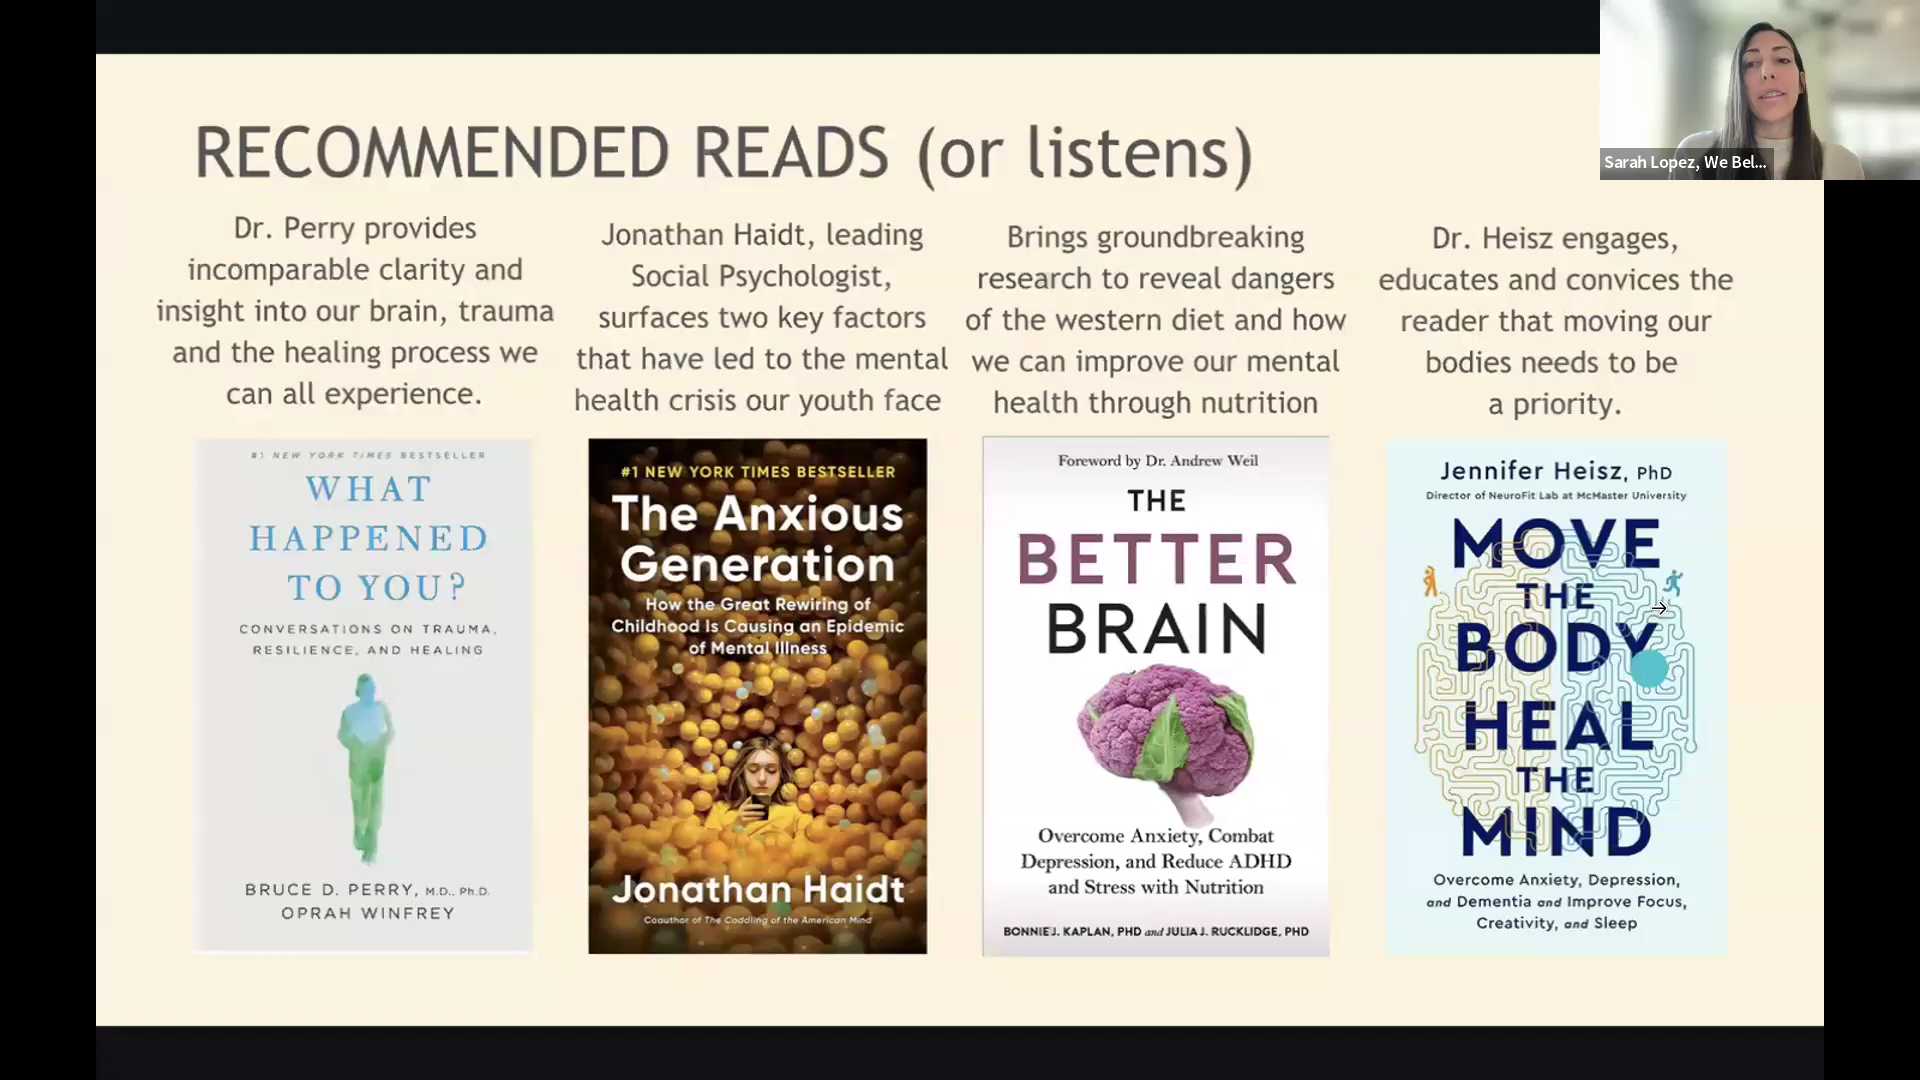 RECOMMENDED READS (or listens)
Dr. Perry provides
incomparable clarity and
insight into our brain, trauma
and the healing process we
can all experience.
Jonathan Haidt, leading
Social Psychologist,
surfaces two key factors
that have led to the mental
health crisis our youth face
Brings groundbreaking
research to reveal dangers
of the western diet and how
we can improve our mental
health through nutrition
Dr. Heisz engages,
educates and convices the
reader that moving our
bodies needs to be
a priority.
#1 NEW YORK TIMES BESTSELLER
WHAT
HAPPENED
TO YOU?
CONVERSATIONS ON TRAUMA,
RESILIENCE, AND HEALING
BRUCE D. PERRY, M.D., Ph.D.
OPRAH WINFREY
#1 NEW YORK TIMES BESTSELLER
The Anxious
Generation
How the Great Rewiring of
Childhood Is Causing an Epidemic
of Mental Illness
Jonathan Haidt
Coauthor of The Coddling of the American Mind
Foreword by Dr. Andrew Weil
THE
BETTER
BRAIN
Overcome Anxiety, Combat
Depression, and Reduce ADHD
and Stress with Nutrition
BONNIE J. KAPLAN, PHD and JULIA J. RUCKLIDGE, PHD
Jennifer Heisz, PhD
Director of NeuroFit Lab at McMaster University
MOVE
THE
BODY
HEAL
THE
MIND
Overcome Anxiety, Depression,
and Dementia and Improve Focus,
Creativity, and Sleep
Sarah Lopez, We Bel...